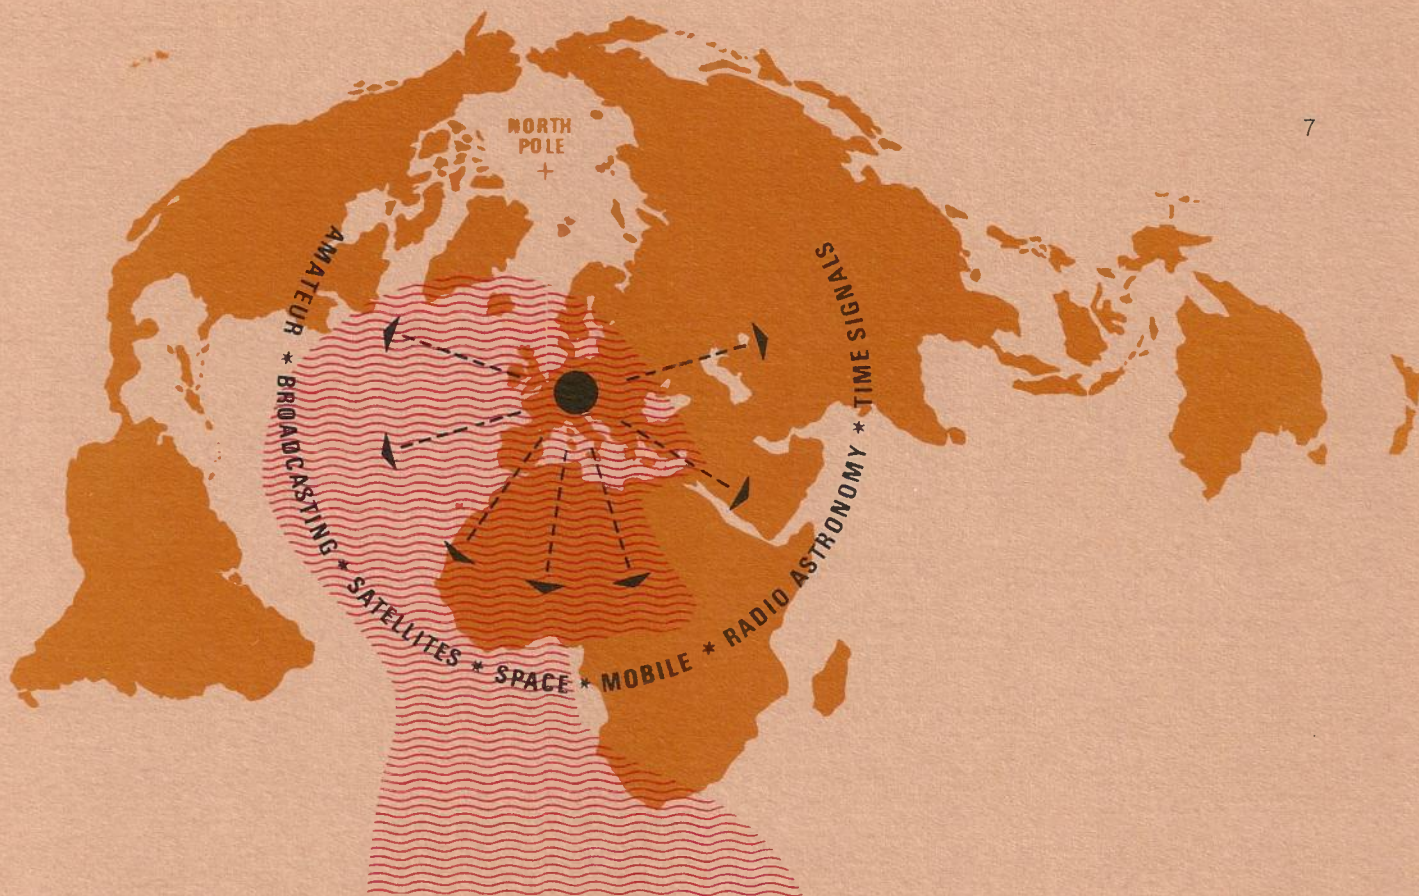 7
NORTH
POLE
AMATEUR * BROADCASTING * SATELLITES * SPACE * MOBILE * RADIO ASTRONOMY * TIME SIGNALS